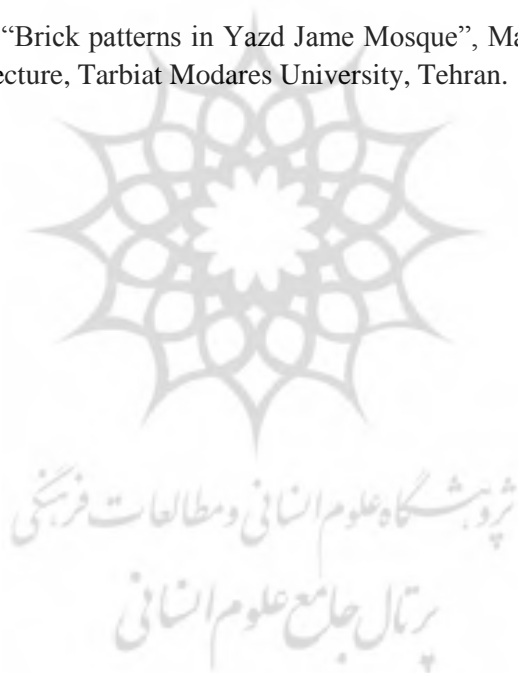 “Brick patterns in Yazd Jame Mosque”, Ma
ecture, Tarbiat Modares University, Tehran.
پژوهشگاه علوم انسانی و مطالعات فرهنگی
پرتال جامع علوم انسانی